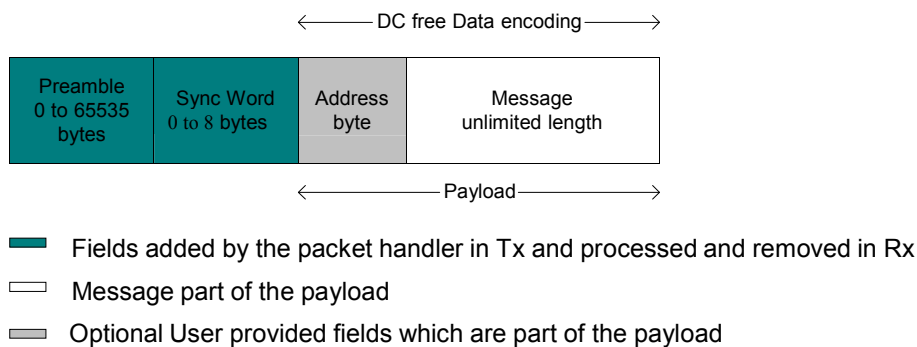 DC free Data encoding
Preamble
0 to 65535
bytes
Sync Word
0 to 8 bytes
Address
byte
Message
unlimited length
Payload
Fields added by the packet handler in Tx and processed and removed in Rx
Message part of the payload
Optional User provided fields which are part of the payload